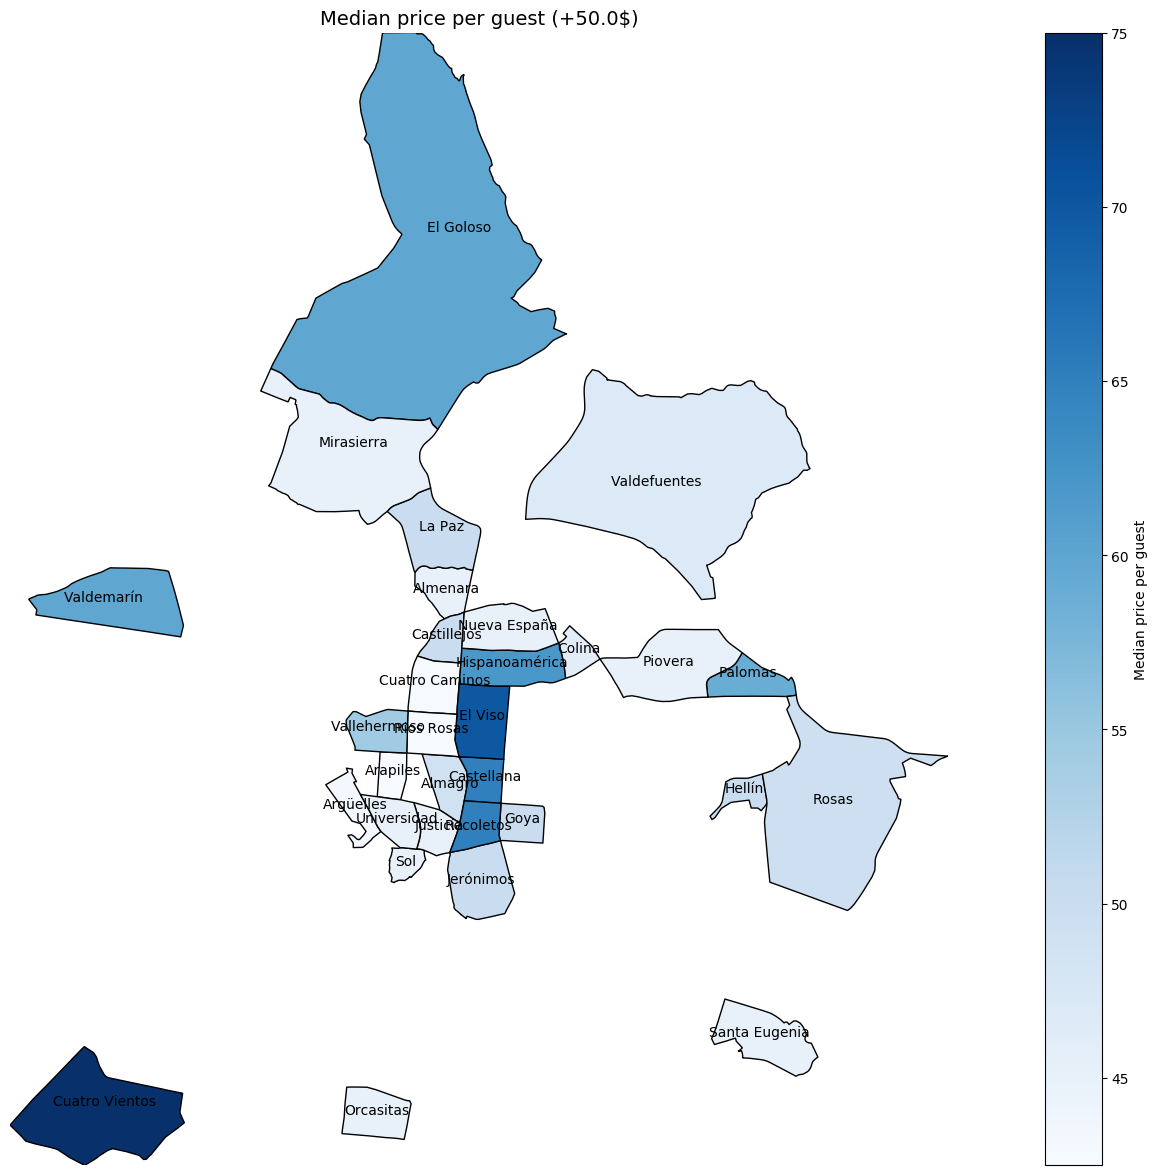 Median price per guest (+50.0$)
El Goloso
Mirasierra
Valdefuentes
La Paz
Almenara
Valdemarín
Nueva España
Castillejos
Colina
Hispanoamérica
Piovera
Palomas
Cuatro Caminos
El Viso
Vallehermoso
Ríos Rosas
Arapiles
Castellana
Almagro
Hellín
Rosas
Argüelles
Universidad
Justicia
Recoletos
Goya
Sol
Jerónimos
Santa Eugenia
Cuatro Vientos
Orcasitas
75
70
65
60
55
50
45
Median price per guest